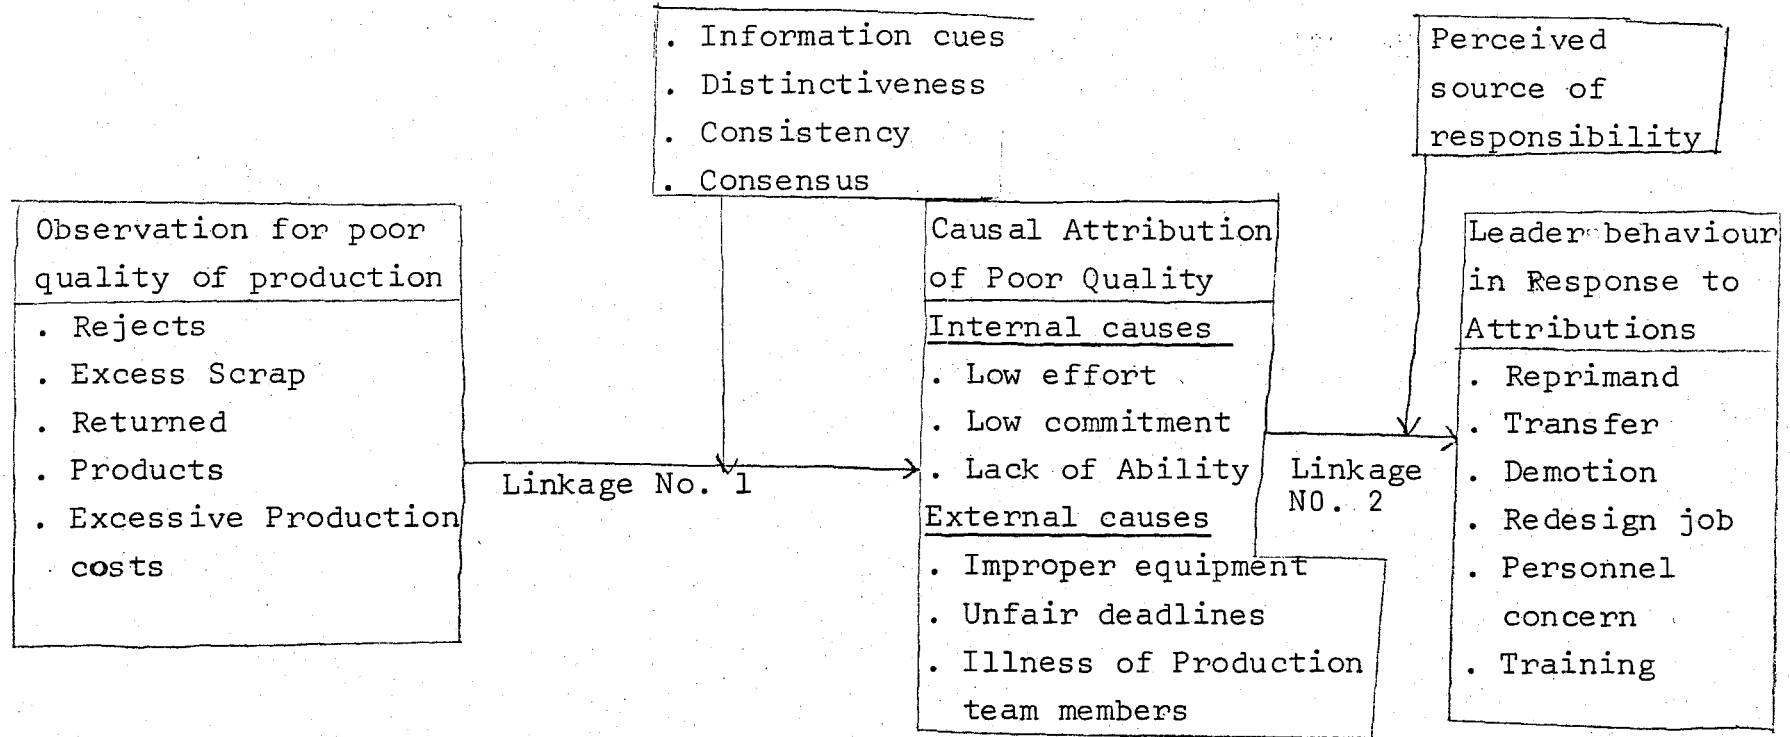 . Information cues
. Distinctiveness
. Consistency
. Consensus
Perceived
source of
responsibility
Observation for poor
quality of production
. Rejects
. Excess Scrap
. Returned
. Products
. Excessive Production
costs
Linkage No. 1
Causal Attribution
of Poor Quality
Internal causes
. Low effort
. Low commitment
. Lack of Ability
External causes
. Improper equipment
. Unfair deadlines
. Illness of Production
team members
Linkage
NO. 2
Leader behaviour
in Response to
Attributions
. Reprimand
. Transfer
. Demotion
. Redesign job
. Personnel
concern
. Training